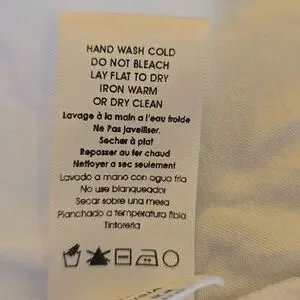 HAND WASH COLD
DO NOT BLEACH
LAY FLAT TO DRY
IRON WARM
OR DRY CLEAN
Lavage à la main a l'eau froide
Ne Pas javelliser.
Secher à plat
Repasser au fer chaud
Nettoyer a sec seulement
Lavado a mano con agua fria
No use blanqueador
Secar sobre una mesa
Planchado a temperatura tibia
Tintoreria